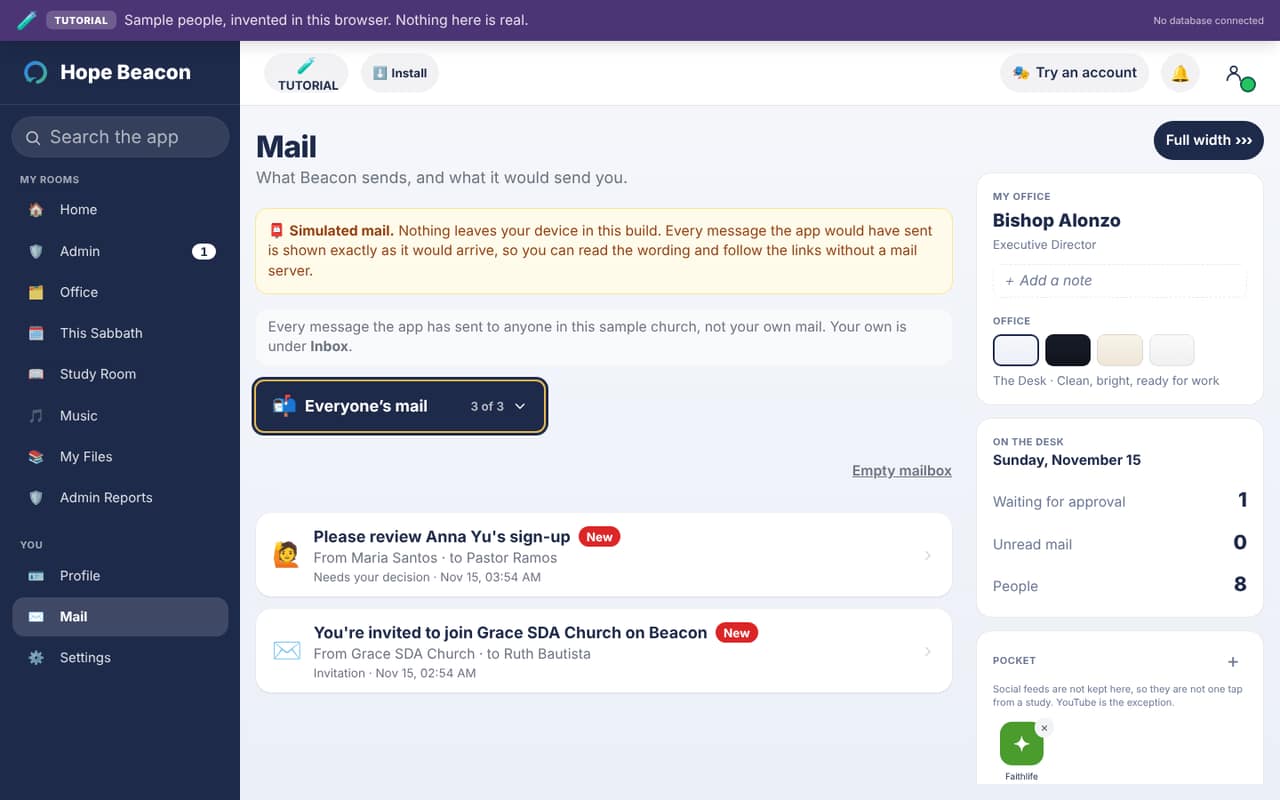 TUTORIAL Sample people, invented in this browser. Nothing here is real. No database connected
Hope Beacon
Search the app
MY ROOMS
Home
Admin 1
Office
This Sabbath
Study Room
Music
My Files
Admin Reports
YOU
Profile
Mail
Settings
TUTORIAL
Install
Try an account
Mail
What Beacon sends, and what it would send you.
Simulated mail. Nothing leaves your device in this build. Every message the app would have sent
is shown exactly as it would arrive, so you can read the wording and follow the links without a mail
server.
Every message the app has sent to anyone in this sample church, not your own mail. Your own is
under Inbox.
Everyone’s mail 3 of 3
Empty mailbox
Please review Anna Yu's sign-up New
From Maria Santos · to Pastor Ramos
Needs your decision · Nov 15, 03:54 AM
You're invited to join Grace SDA Church on Beacon New
From Grace SDA Church · to Ruth Bautista
Invitation · Nov 15, 02:54 AM
Full width ›››
MY OFFICE
Bishop Alonzo
Executive Director
+ Add a note
OFFICE
The Desk · Clean, bright, ready for work
ON THE DESK
Sunday, November 15
Waiting for approval 1
Unread mail 0
People 8
POCKET +
Social feeds are not kept here, so they are not one tap
from a study. YouTube is the exception.
×
Faithlife